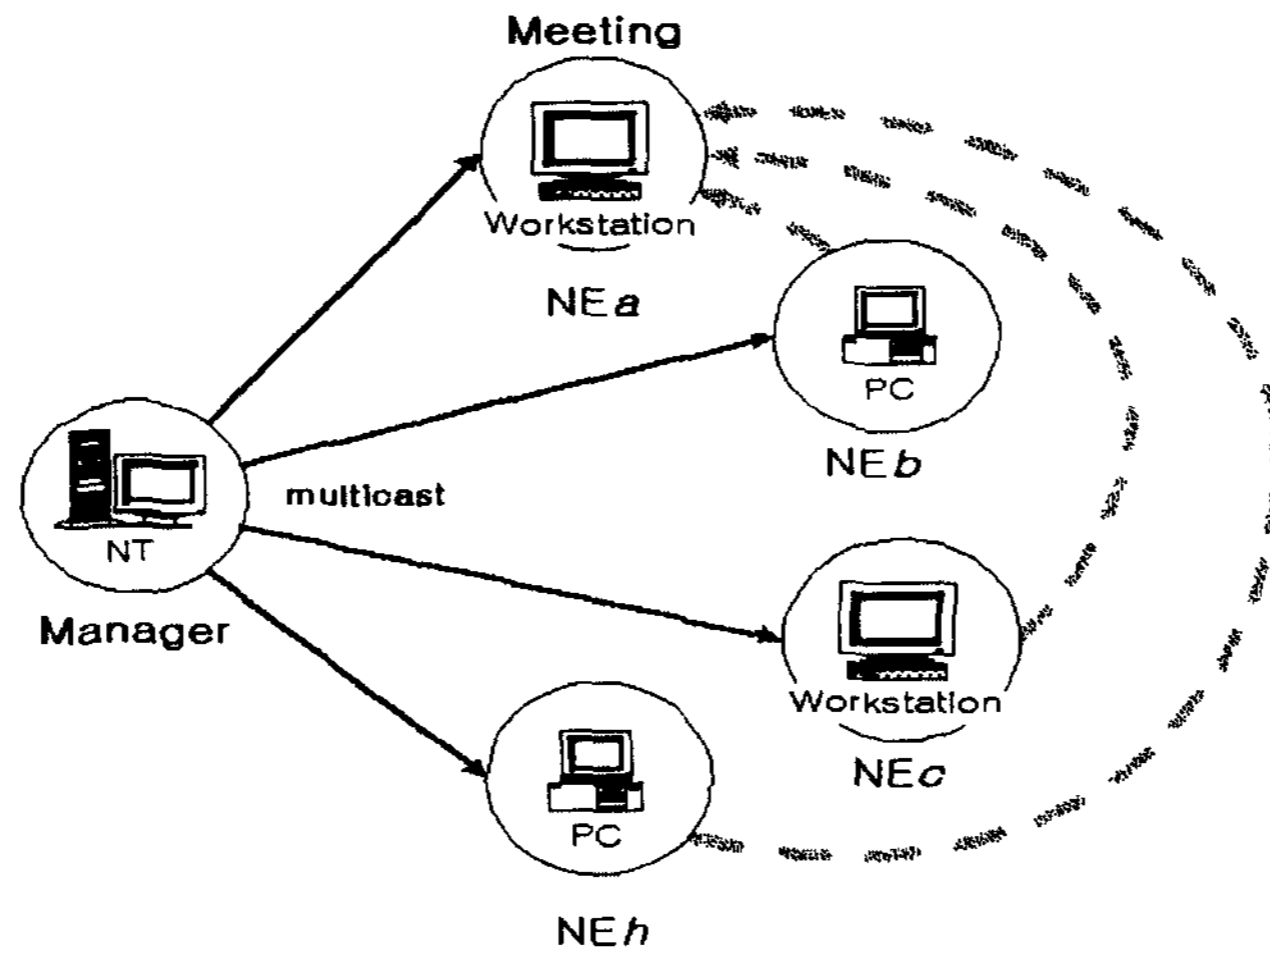 Meeting
Workstation
NEa
PC
NEb
multicast
NT
Manager
Workstation
NEc
PC
NEh